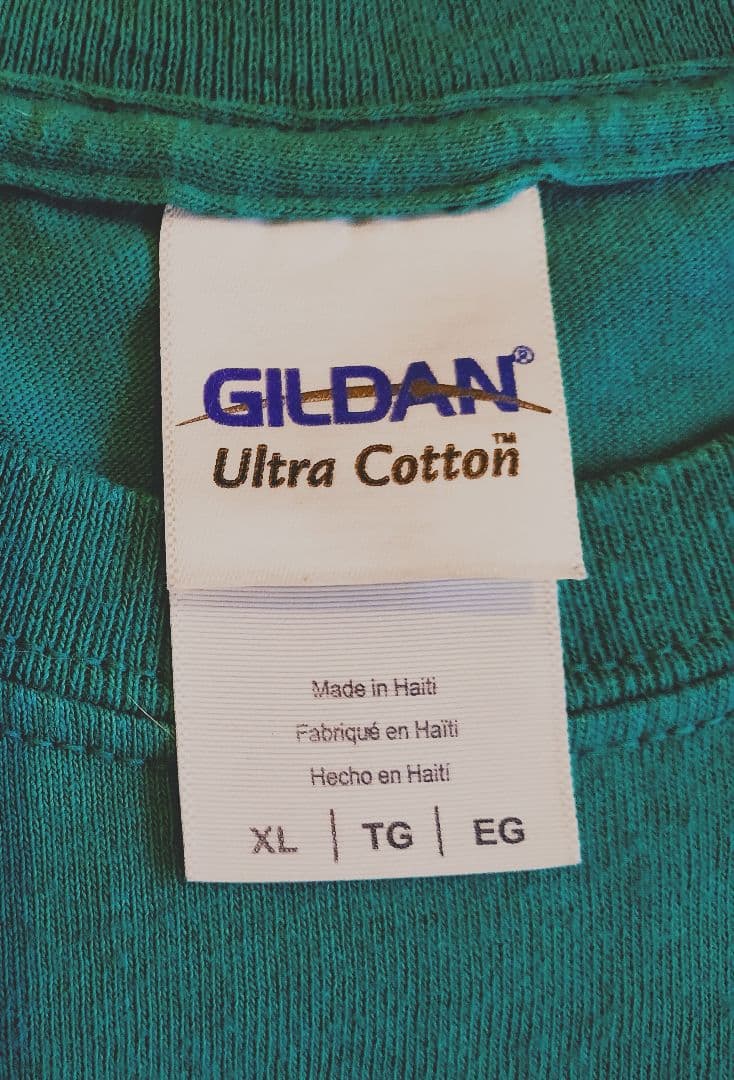 GILDAN®
Ultra Cotton™
Made in Haiti
Fabriqué en Haïti
Hecho en Haití
XL | TG | EG